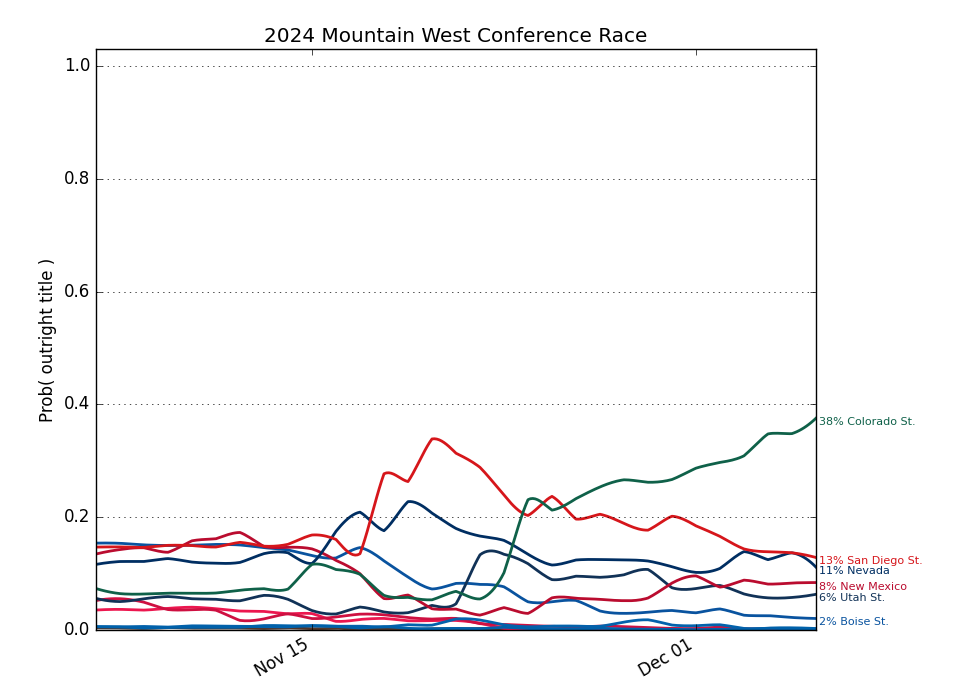 2024 Mountain West Conference Race
Prob( outright title )
1.0
0.8
0.6
0.4
0.2
0.0
Nov 15
Dec 01
38% Colorado St.
13% San Diego St.
11% Nevada
8% New Mexico
6% Utah St.
2% Boise St.